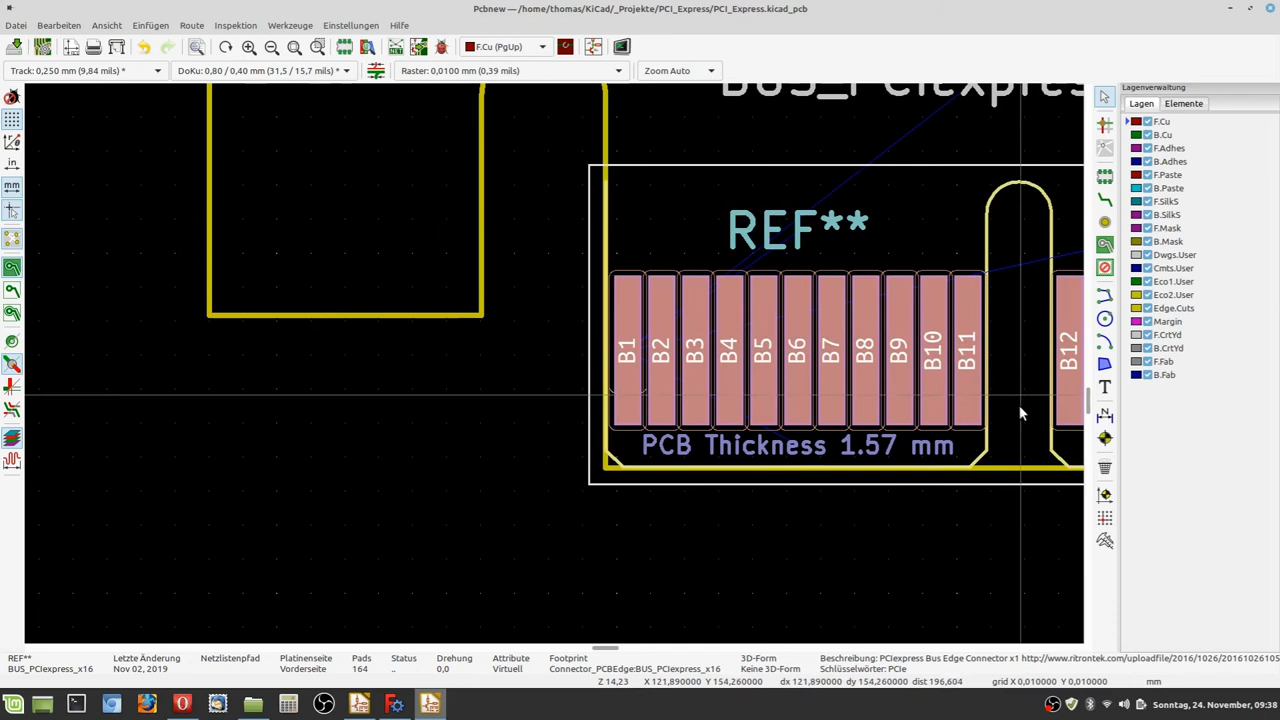 Pcbnew — /home/thomas/KiCad/_Projekte/PCI_Express/PCI_Express.kicad_pcb
Datei Bearbeiten Ansicht Einfügen Route Inspektion Werkzeuge Einstellungen Hilfe
F.Cu (PgUp)
Track: 0,250 mm (9,84 mils) * DoKu: 0,80 / 0,40 mm (31,5 / 15,7 mils) * Raster: 0,0100 mm (0,39 mils) Zoom Auto
Lagenverwaltung
Lagen Elemente
F.Cu
B.Cu
F.Adhes
B.Adhes
F.Paste
B.Paste
F.SilkS
B.SilkS
F.Mask
B.Mask
Dwgs.User
Cmts.User
Eco1.User
Eco2.User
Edge.Cuts
Margin
F.CrtYd
B.CrtYd
F.Fab
B.Fab
in
mm
BUS_PCIexpres
REF**
B1 B2 B3 B4 B5 B6 B7 B8 B9 B10 B11 B12
PCB Thickness 1.57 mm
REF** Letzte Änderung Netzlistenpfad Platinenseite Pads Status Drehung Attribute Footprint 3D-Form Beschreibung: PCIexpress Bus Edge Connector x1 http://www.ritrontek.com/uploadfile/2016/1026/20161026105
BUS_PCIexpress_x16 Nov 02, 2019 Vorderseite 164 .. 0,0 Virtuell Connector_PCBEdge:BUS_PCIexpress_x16 Keine 3D-Form Schlüsselwörter: PCIe
Z 14,23 X 121,890000 Y 154,260000 dx 121,890000 dy 154,260000 dist 196,604 grid X 0,010000 Y 0,010000 mm
Sonntag, 24. November, 09:38